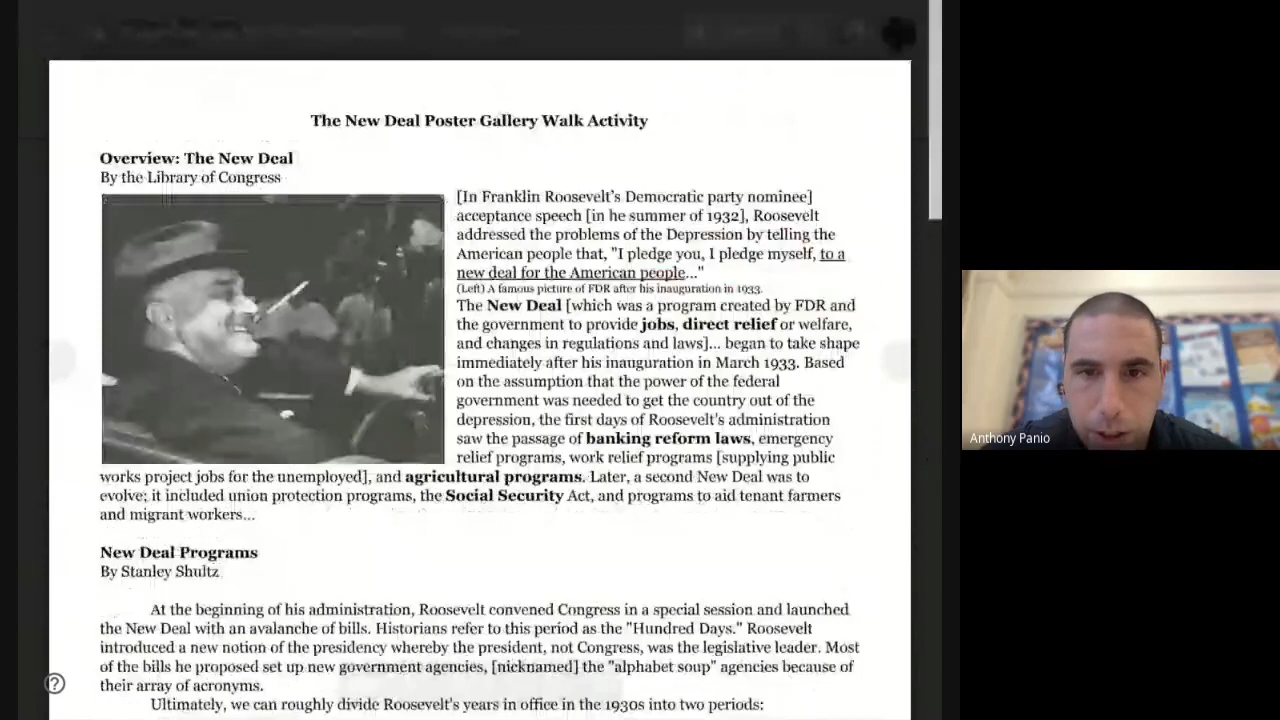 The New Deal Poster Gallery Walk Activity
Overview: The New Deal
By the Library of Congress
[In Franklin Roosevelt's Democratic party nominee]
acceptance speech [in he summer of 1932], Roosevelt
addressed the problems of the Depression by telling the
American people that, "I pledge you, I pledge myself, to a
new deal for the American people..."
(Left) A famous picture of FDR after his inauguration in 1933.
The New Deal [which was a program created by FDR and
the government to provide jobs, direct relief or welfare,
and changes in regulations and laws]... began to take shape
immediately after his inauguration in March 1933. Based
on the assumption that the power of the federal
government was needed to get the country out of the
depression, the first days of Roosevelt's administration
saw the passage of banking reform laws, emergency
relief programs, work relief programs [supplying public
works project jobs for the unemployed], and agricultural programs. Later, a second New Deal was to
evolve; it included union protection programs, the Social Security Act, and programs to aid tenant farmers
and migrant workers...
New Deal Programs
By Stanley Shultz
At the beginning of his administration, Roosevelt convened Congress in a special session and launched
the New Deal with an avalanche of bills. Historians refer to this period as the "Hundred Days." Roosevelt
introduced a new notion of the presidency whereby the president, not Congress, was the legislative leader. Most
of the bills he proposed set up new government agencies, [nicknamed] the "alphabet soup" agencies because of
their array of acronyms.
Ultimately, we can roughly divide Roosevelt's years in office in the 1930s into two periods:
Anthony Panio